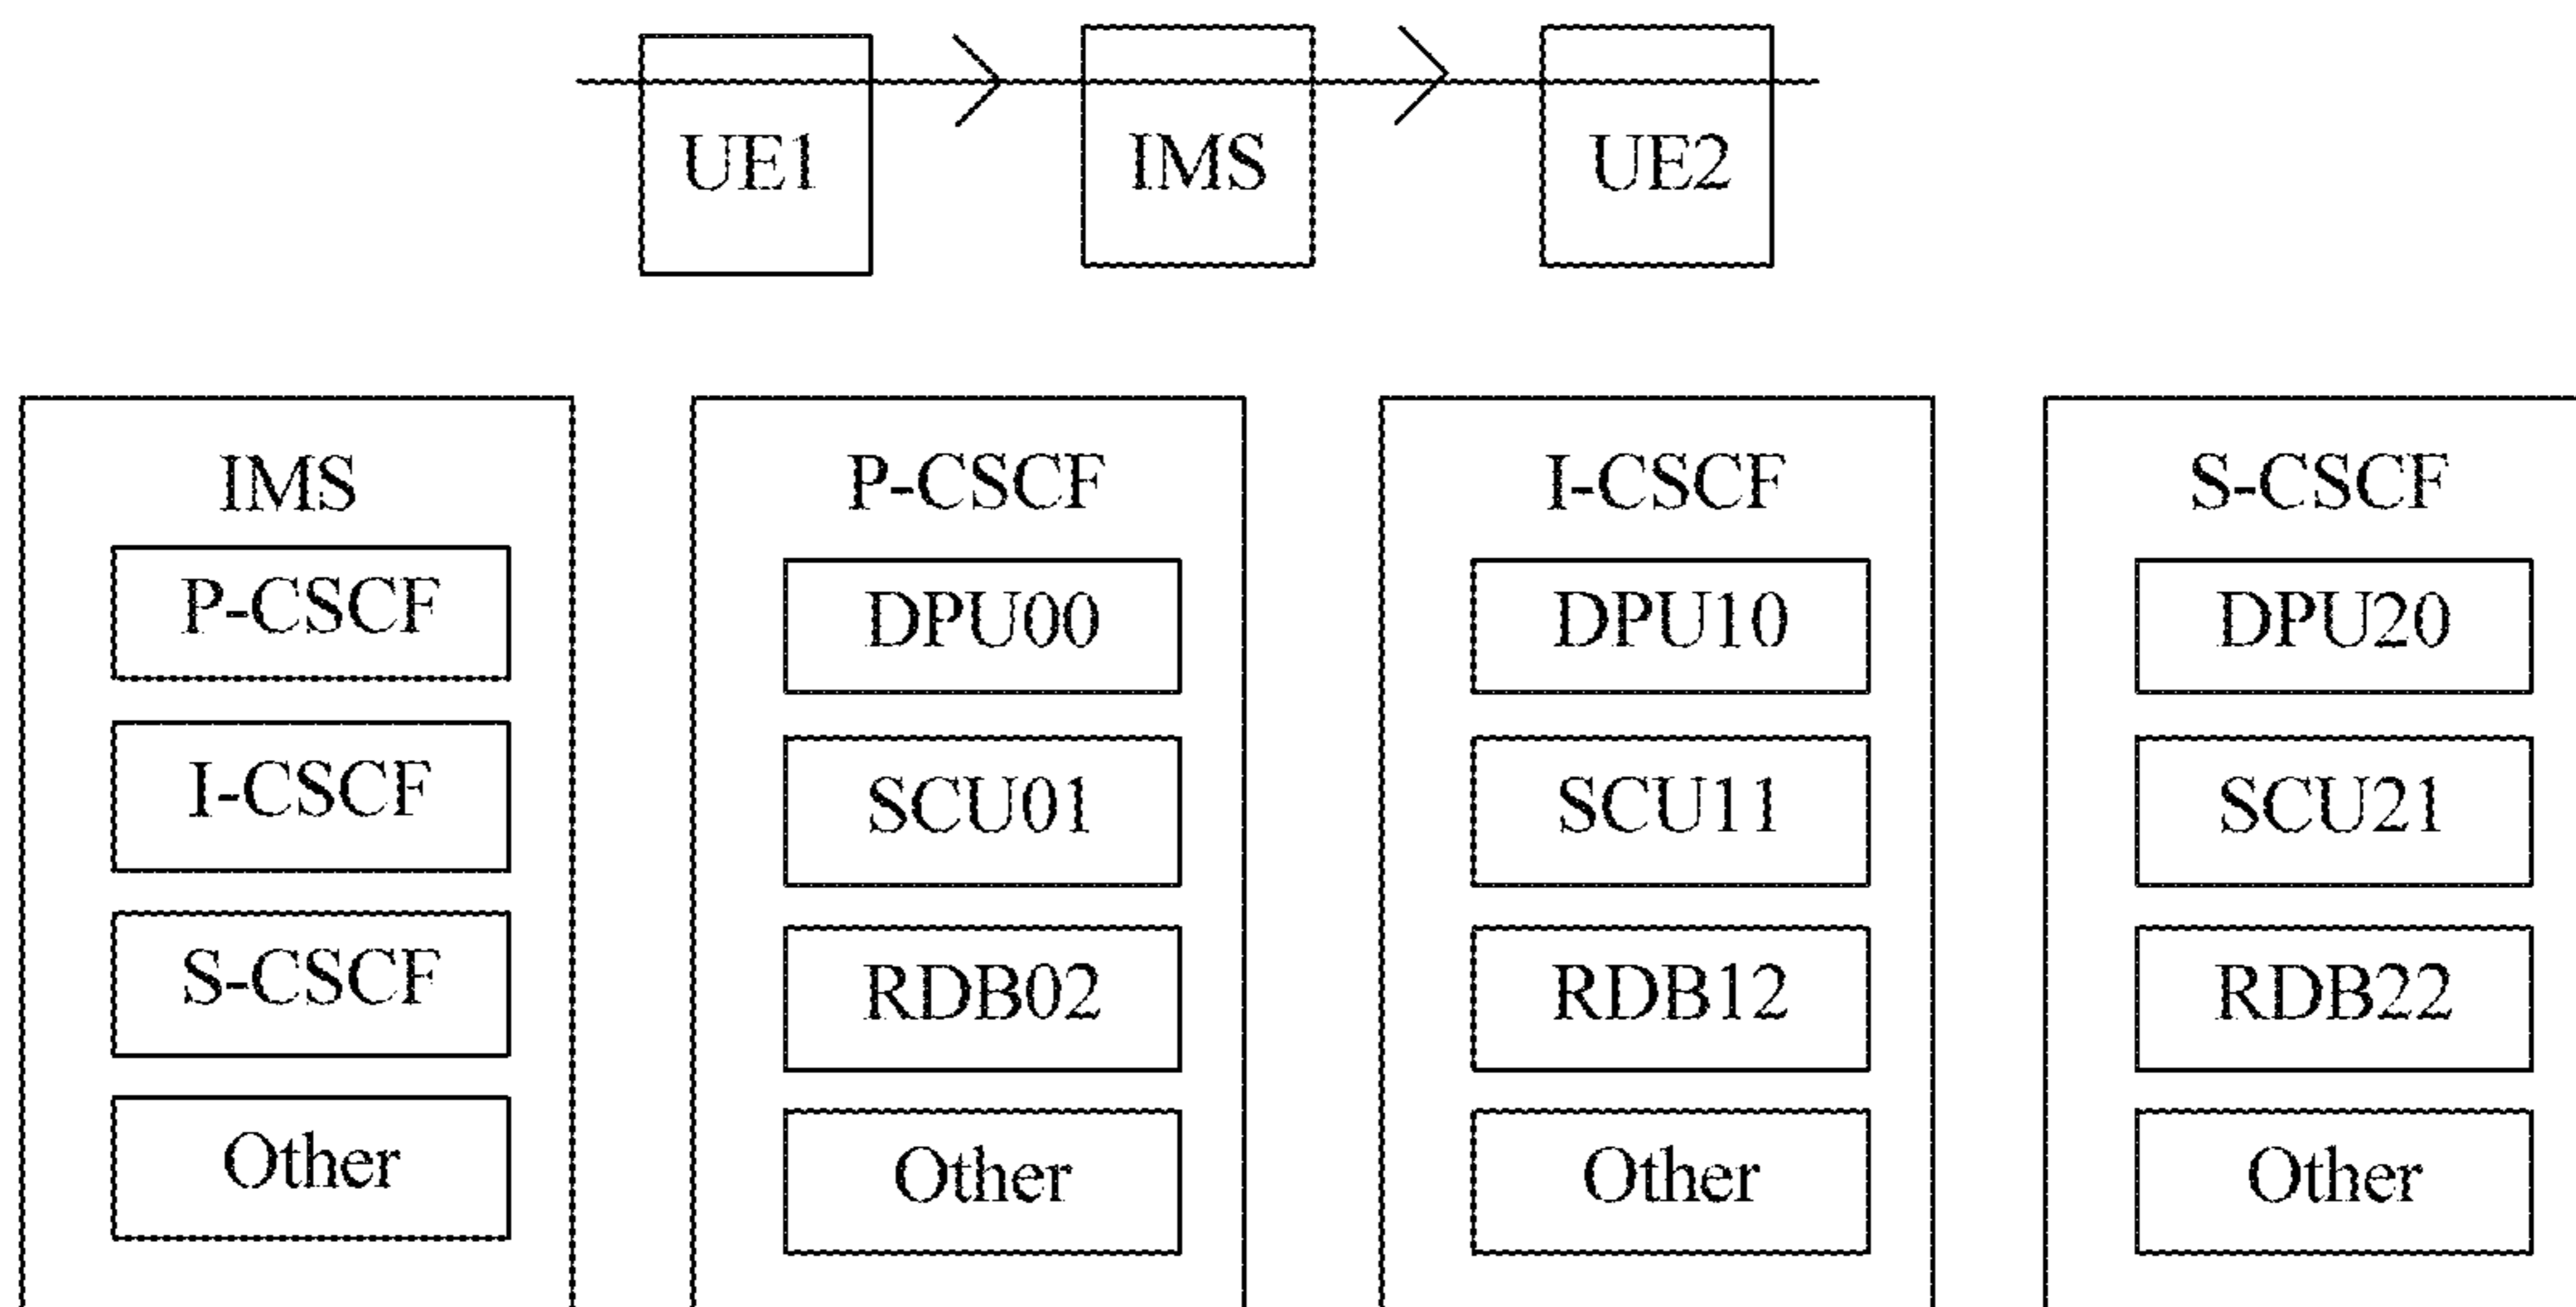 UE1 IMS UE2
IMS
P-CSCF
I-CSCF
S-CSCF
Other
P-CSCF
DPU00
SCU01
RDB02
Other
I-CSCF
DPU10
SCU11
RDB12
Other
S-CSCF
DPU20
SCU21
RDB22
Other